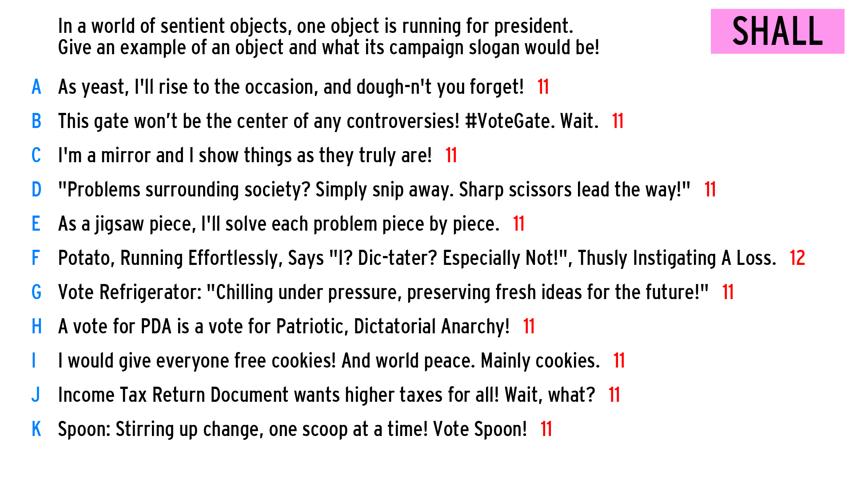 In a world of sentient objects, one object is running for president.
Give an example of an object and what its campaign slogan would be!
SHALL
A As yeast, I'll rise to the occasion, and dough-n't you forget! 11
B This gate won't be the center of any controversies! #VoteGate. Wait. 11
C I'm a mirror and I show things as they truly are! 11
D "Problems surrounding society? Simply snip away. Sharp scissors lead the way!" 11
E As a jigsaw piece, I'll solve each problem piece by piece. 11
F Potato, Running Effortlessly, Says "I? Dic-tater? Especially Not!", Thusly Instigating A Loss. 12
G Vote Refrigerator: "Chilling under pressure, preserving fresh ideas for the future!" 11
H A vote for PDA is a vote for Patriotic, Dictatorial Anarchy! 11
I I would give everyone free cookies! And world peace. Mainly cookies. 11
J Income Tax Return Document wants higher taxes for all! Wait, what? 11
K Spoon: Stirring up change, one scoop at a time! Vote Spoon! 11